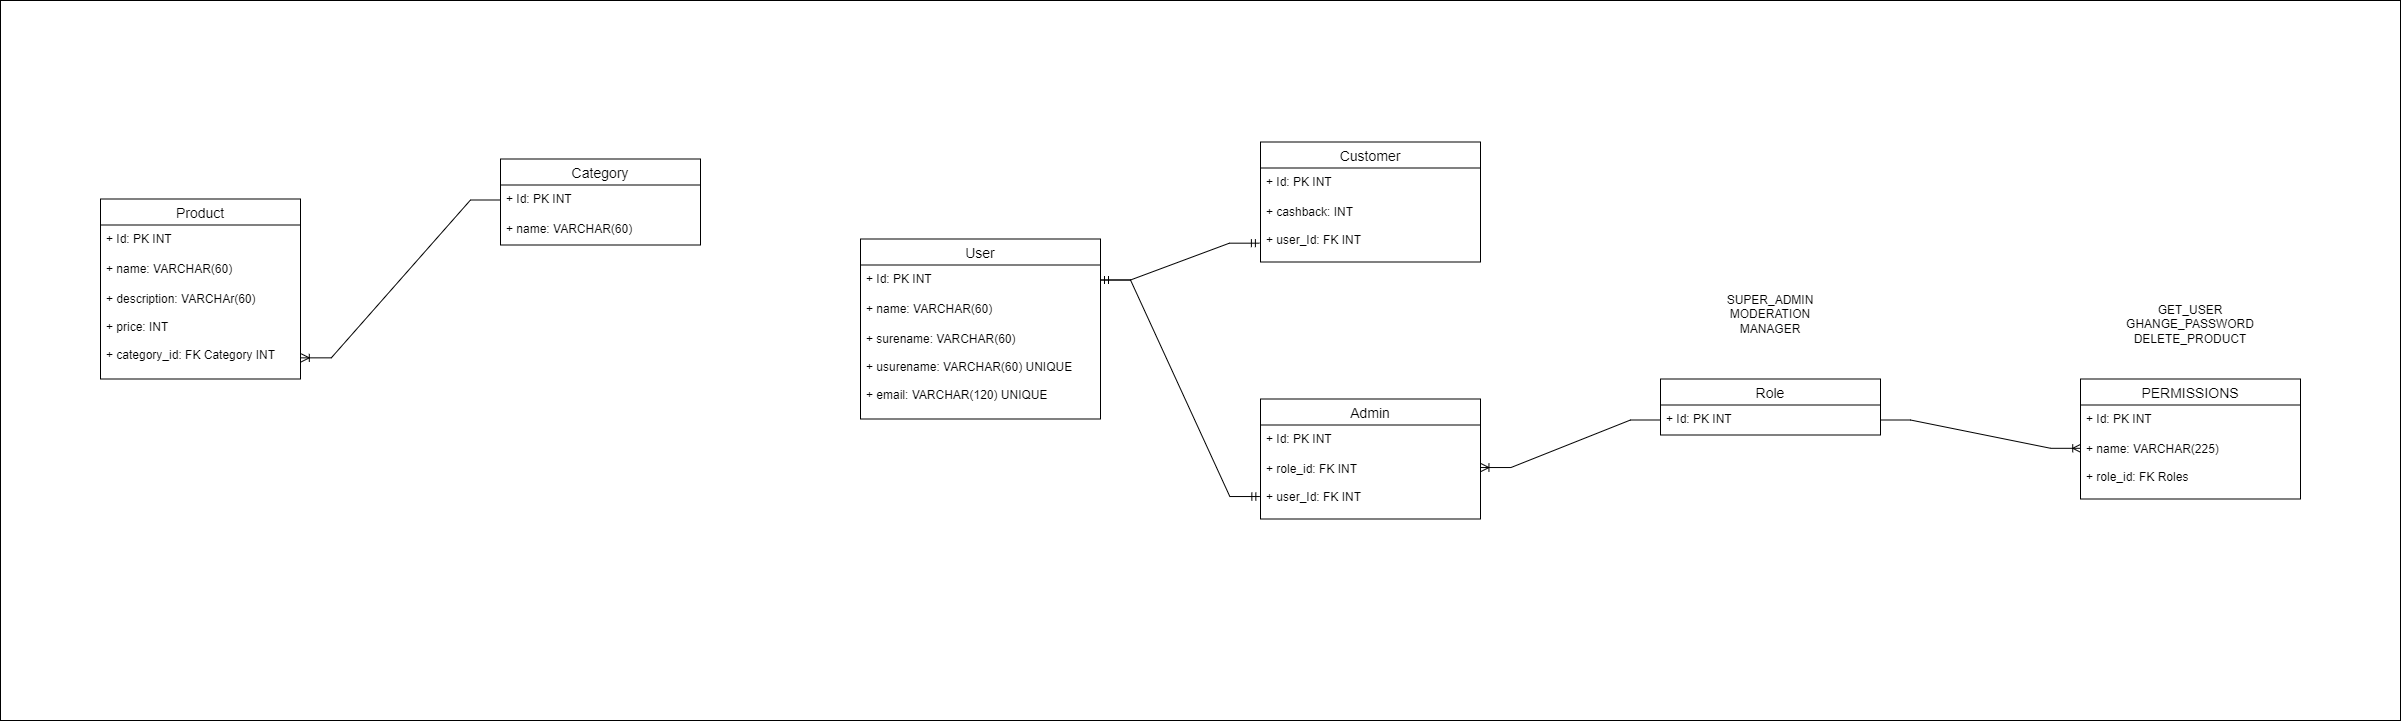 Product
+ Id: PK INT
+ name: VARCHAR(60)
+ description: VARCHAr(60)
+ price: INT
+ category_id: FK Category INT
Category
+ Id: PK INT
+ name: VARCHAR(60)
User
+ Id: PK INT
+ name: VARCHAR(60)
+ surename: VARCHAR(60)
+ usurename: VARCHAR(60) UNIQUE
+ email: VARCHAR(120) UNIQUE
Customer
+ Id: PK INT
+ cashback: INT
+ user_Id: FK INT
Admin
+ Id: PK INT
+ role_id: FK INT
+ user_Id: FK INT
SUPER_ADMIN
MODERATION
MANAGER
Role
+ Id: PK INT
GET_USER
GHANGE_PASSWORD
DELETE_PRODUCT
PERMISSIONS
+ Id: PK INT
+ name: VARCHAR(225)
+ role_id: FK Roles